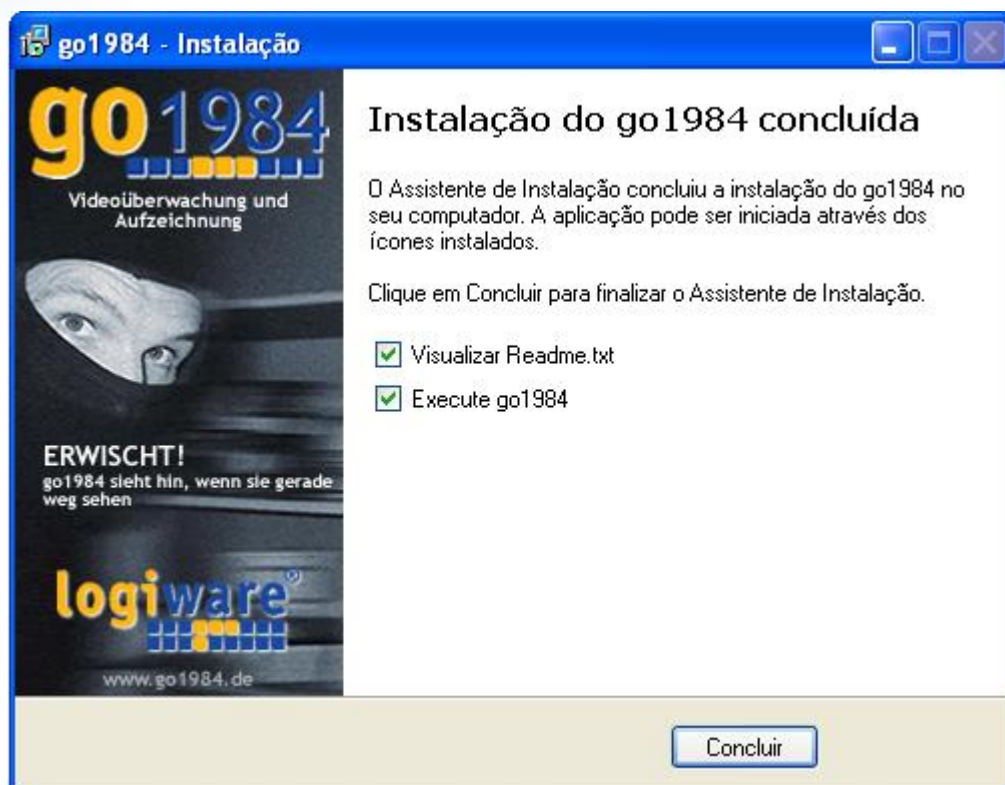 go1984 - Instalação
go1984
Videoüberwachung und
Aufzeichnung
ERWISCHT!
go1984 sieht hin, wenn sie gerade
weg sehen
logiware®
www.go1984.de
Instalação do go1984 concluída
O Assistente de Instalação concluiu a instalação do go1984 no
seu computador. A aplicação pode ser iniciada através dos
ícones instalados.
Clique em Concluir para finalizar o Assistente de Instalação.
Visualizar Readme.txt
Execute go1984
Concluir